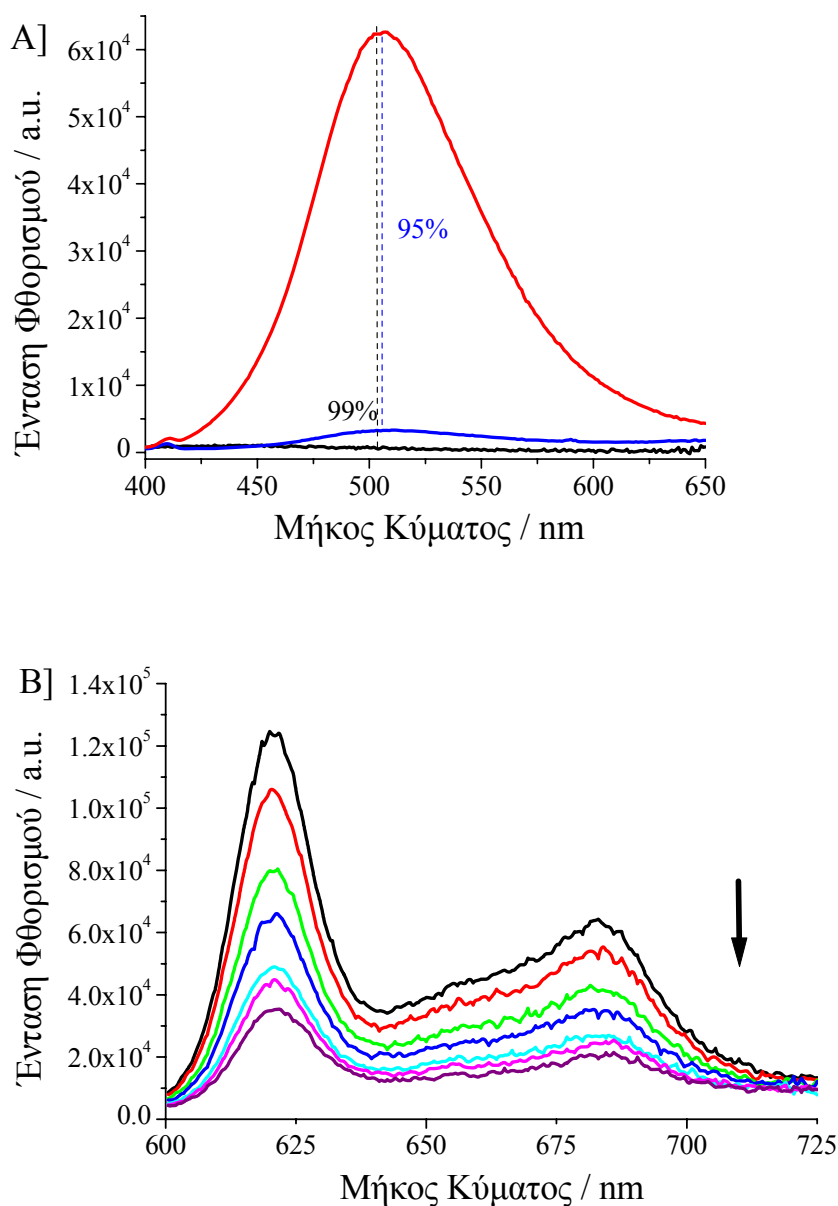 A]
Ένταση Φθορισμού / a.u.
6x10⁴
5x10⁴
4x10⁴
3x10⁴
2x10⁴
1x10⁴
0
95%
99%
400 450 500 550 600 650
Μήκος Κύματος / nm
B]
Ένταση Φθορισμού / a.u.
1.4x10⁵
1.2x10⁵
1.0x10⁵
8.0x10⁴
6.0x10⁴
4.0x10⁴
2.0x10⁴
0.0
600 625 650 675 700 725
Μήκος Κύματος / nm